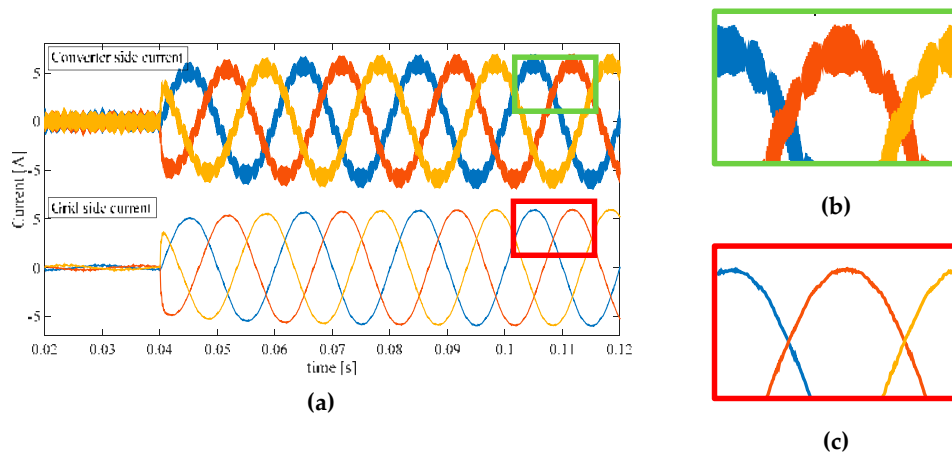 Converter side current
5
0
-5
Current [A]
Grid side current
5
0
-5
0.02 0.03 0.04 0.05 0.06 0.07 0.08 0.09 0.1 0.11 0.12
time [s]
(a)
(b)
(c)